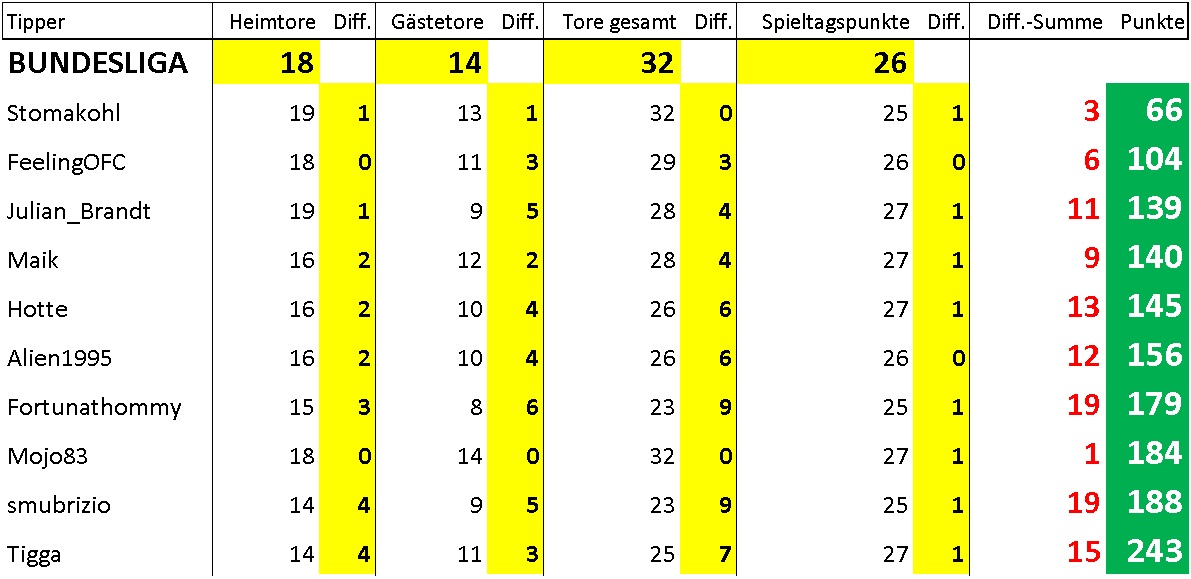 Tipper Heimtore Diff. Gästetore Diff. Tore gesamt Diff. Spieltagspunkte Diff. Diff.-Summe Punkte
BUNDESLIGA 18 14 32 26
Stomakohl 19 1 13 1 32 0 25 1 3 66
FeelingOFC 18 0 11 3 29 3 26 0 6 104
Julian_Brandt 19 1 9 5 28 4 27 1 11 139
Maik 16 2 12 2 28 4 27 1 9 140
Hotte 16 2 10 4 26 6 27 1 13 145
Alien1995 16 2 10 4 26 6 26 0 12 156
Fortunathommy 15 3 8 6 23 9 25 1 19 179
Mojo83 18 0 14 0 32 0 27 1 1 184
smubrizio 14 4 9 5 23 9 25 1 19 188
Tigga 14 4 11 3 25 7 27 1 15 243